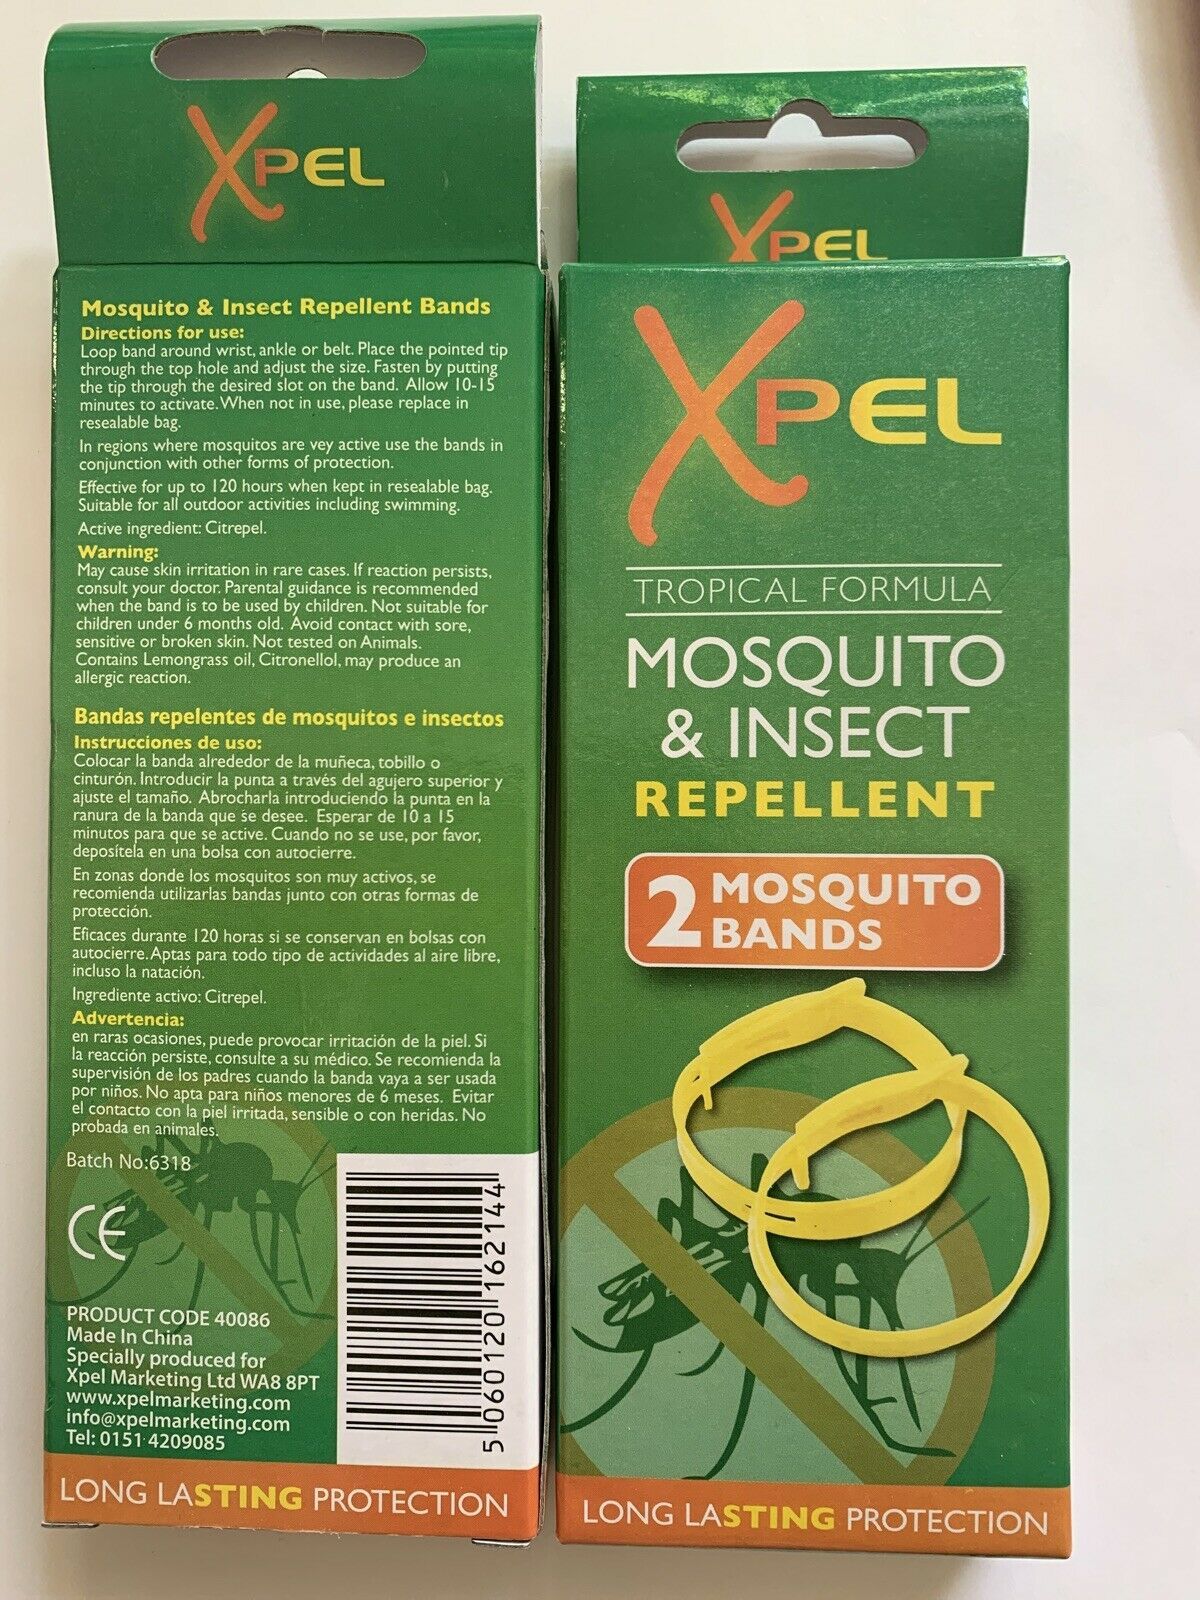 XPEL
Mosquito & Insect Repellent Bands
Directions for use:
Loop band around wrist, ankle or belt. Place the pointed tip
through the top hole and adjust the size. Fasten by putting
the tip through the desired slot on the band. Allow 10-15
minutes to activate. When not in use, please replace in
resealable bag.
In regions where mosquitos are vey active use the bands in
conjunction with other forms of protection.
Effective for up to 120 hours when kept in resealable bag.
Suitable for all outdoor activities including swimming.
Active ingredient: Citrepel.
Warning:
May cause skin irritation in rare cases. If reaction persists,
consult your doctor. Parental guidance is recommended
when the band is to be used by children. Not suitable for
children under 6 months old. Avoid contact with sore,
sensitive or broken skin. Not tested on Animals.
Contains Lemongrass oil, Citronellol, may produce an
allergic reaction.
Bandas repelentes de mosquitos e insectos
Instrucciones de uso:
Colocar la banda alrededor de la muñeca, tobillo o
cinturón. Introducir la punta a través del agujero superior y
ajuste el tamaño. Abrocharla introduciendo la punta en la
ranura de la banda que se desee. Esperar de 10 a 15
minutos para que se active. Cuando no se use, por favor,
deposítela en una bolsa con autocierre.
En zonas donde los mosquitos son muy activos, se
recomienda utilizarlas bandas junto con otras formas de
protección.
Eficaces durante 120 horas si se conservan en bolsas con
autocierre. Aptas para todo tipo de actividades al aire libre,
incluso la natación.
Ingrediente activo: Citrepel.
Advertencia:
en raras ocasiones, puede provocar irritación de la piel. Si
la reacción persiste, consulte a su médico. Se recomienda la
supervisión de los padres cuando la banda vaya a ser usada
por niños. No apta para niños menores de 6 meses. Evitar
el contacto con la piel irritada, sensible o con heridas. No
probada en animales.
Batch No:6318
CE
PRODUCT CODE 40086
Made In China
Specially produced for
Xpel Marketing Ltd WA8 8PT
www.xpelmarketing.com
info@xpelmarketing.com
Tel: 0151 4209085
5 060120 162144
LONG LASTING PROTECTION
XPEL
XPEL
TROPICAL FORMULA
MOSQUITO
& INSECT
REPELLENT
2 MOSQUITO
BANDS
LONG LASTING PROTECTION